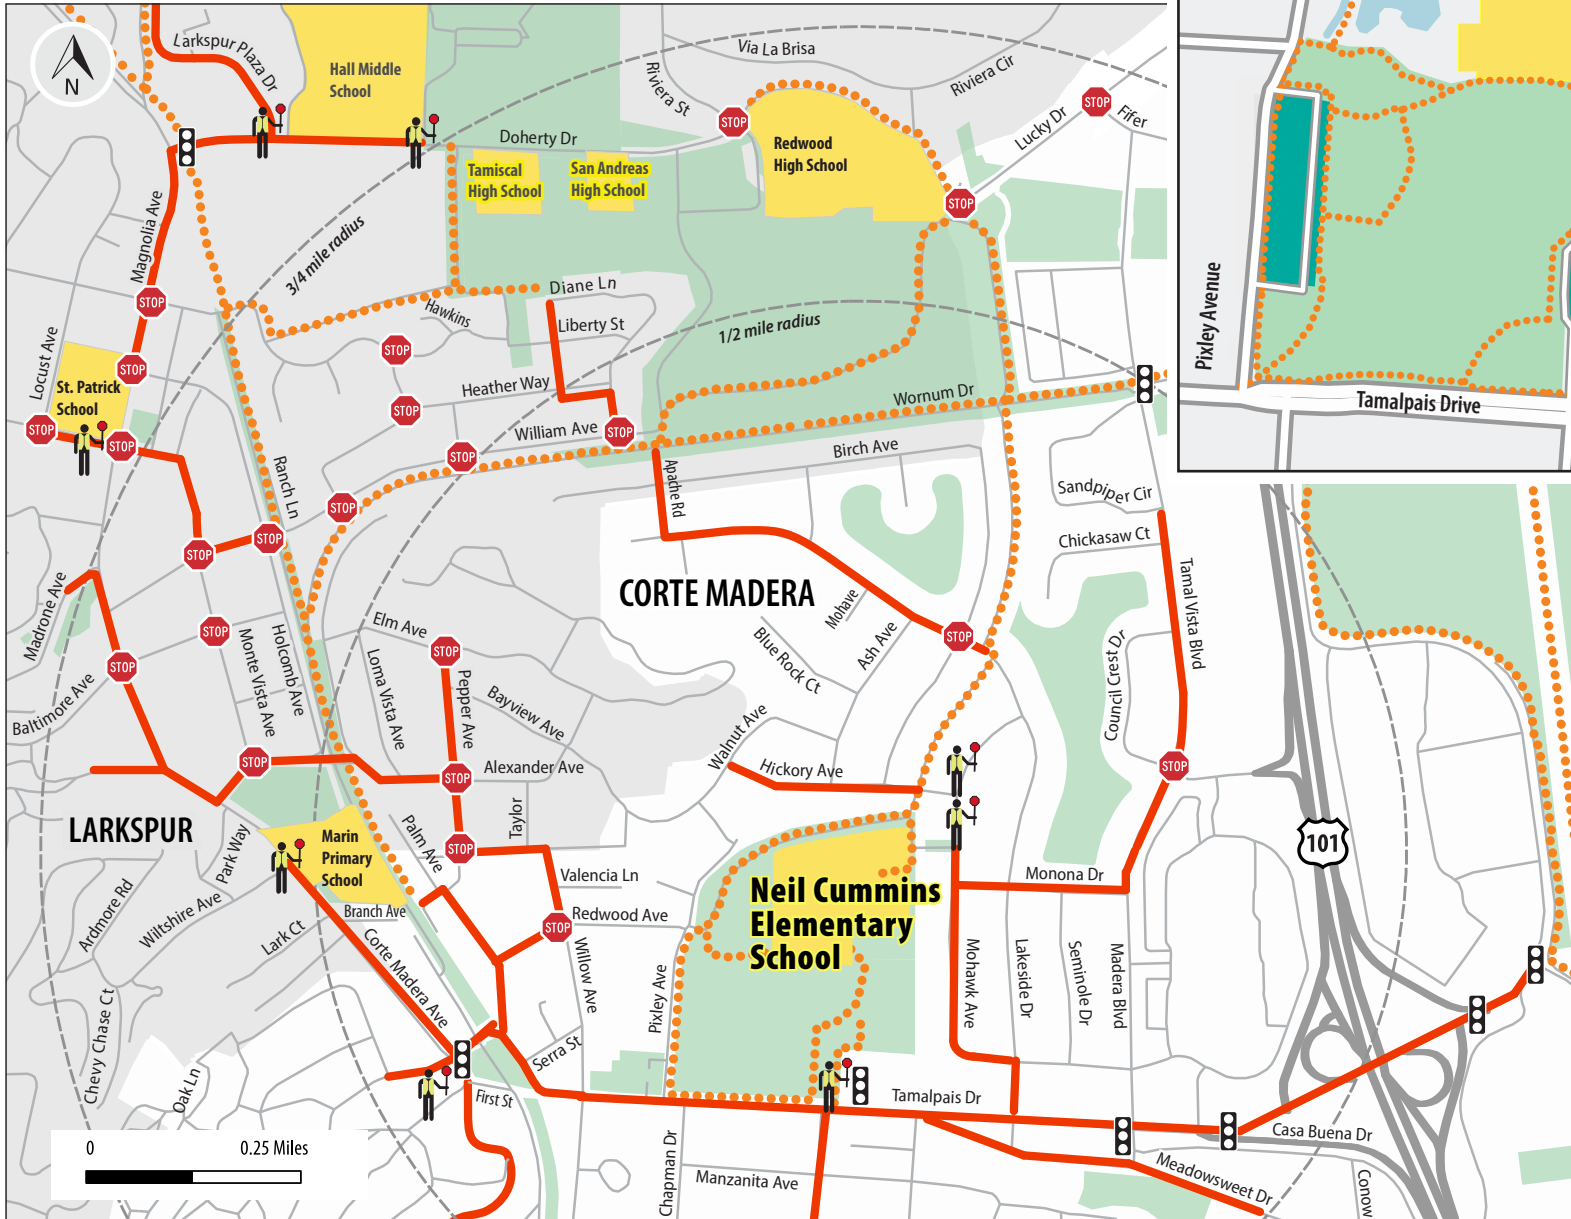 Larkspur Plaza Dr
Hall Middle
School
Via La Brisa
Riviera St
Riviera Cir
STOP
Lucky Dr
STOP
Fifer
N
Doherty Dr
Redwood
High School
Tamiscal
High School
San Andreas
High School
STOP
Magnolia Ave
3/4 mile radius
STOP
Diane Ln
Hawkins
Liberty St
1/2 mile radius
Locust Ave
STOP
STOP
St. Patrick
School
Heather Way
Wornum Dr
STOP
STOP
STOP
William Ave
STOP
STOP
Birch Ave
Ranch Ln
Apache Rd
Sandpiper Cir
STOP
Chickasaw Ct
STOP
STOP
Tamal Vista Blvd
Madrone Ave
CORTE MADERA
Mohave
Elm Ave
STOP
Blue Rock Ct
Ash Ave
STOP
STOP
STOP
Monte Vista Ave
Holcomb Ave
Loma Vista Ave
Pepper Ave
Bayview Ave
Council Crest Dr
Baltimore Ave
Walnut Ave
STOP
STOP
Alexander Ave
Hickory Ave
STOP
LARKSPUR
Park Way
Marin
Primary
School
Palm Ave
Taylor
STOP
101
Valencia Ln
Monona Dr
Neil Cummins
Elementary
School
Ardmore Rd
Wiltshire Ave
Lark Ct
Branch Ave
Redwood Ave
STOP
Corte Madera Ave
Willow Ave
Pixley Ave
Mohawk Ave
Lakeside Dr
Seminole Dr
Madera Blvd
Chevy Chase Ct
Oak Ln
Serra St
First St
Tamalpais Dr
Casa Buena Dr
0
0.25 Miles
Chapman Dr
Manzanita Ave
Meadowsweet Dr
Conow
Pixley Avenue
Tamalpais Drive